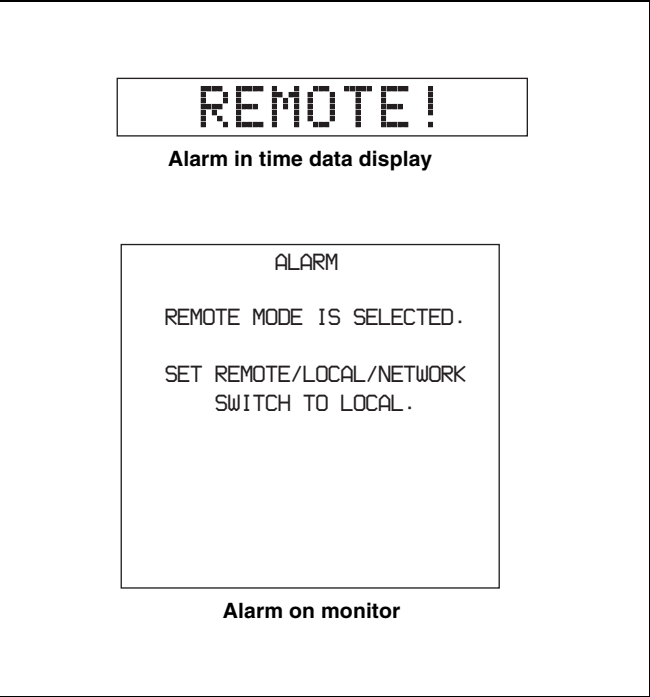 REMOTE!
Alarm in time data display
ALARM
REMOTE MODE IS SELECTED.
SET REMOTE/LOCAL/NETWORK
SWITCH TO LOCAL.
Alarm on monitor